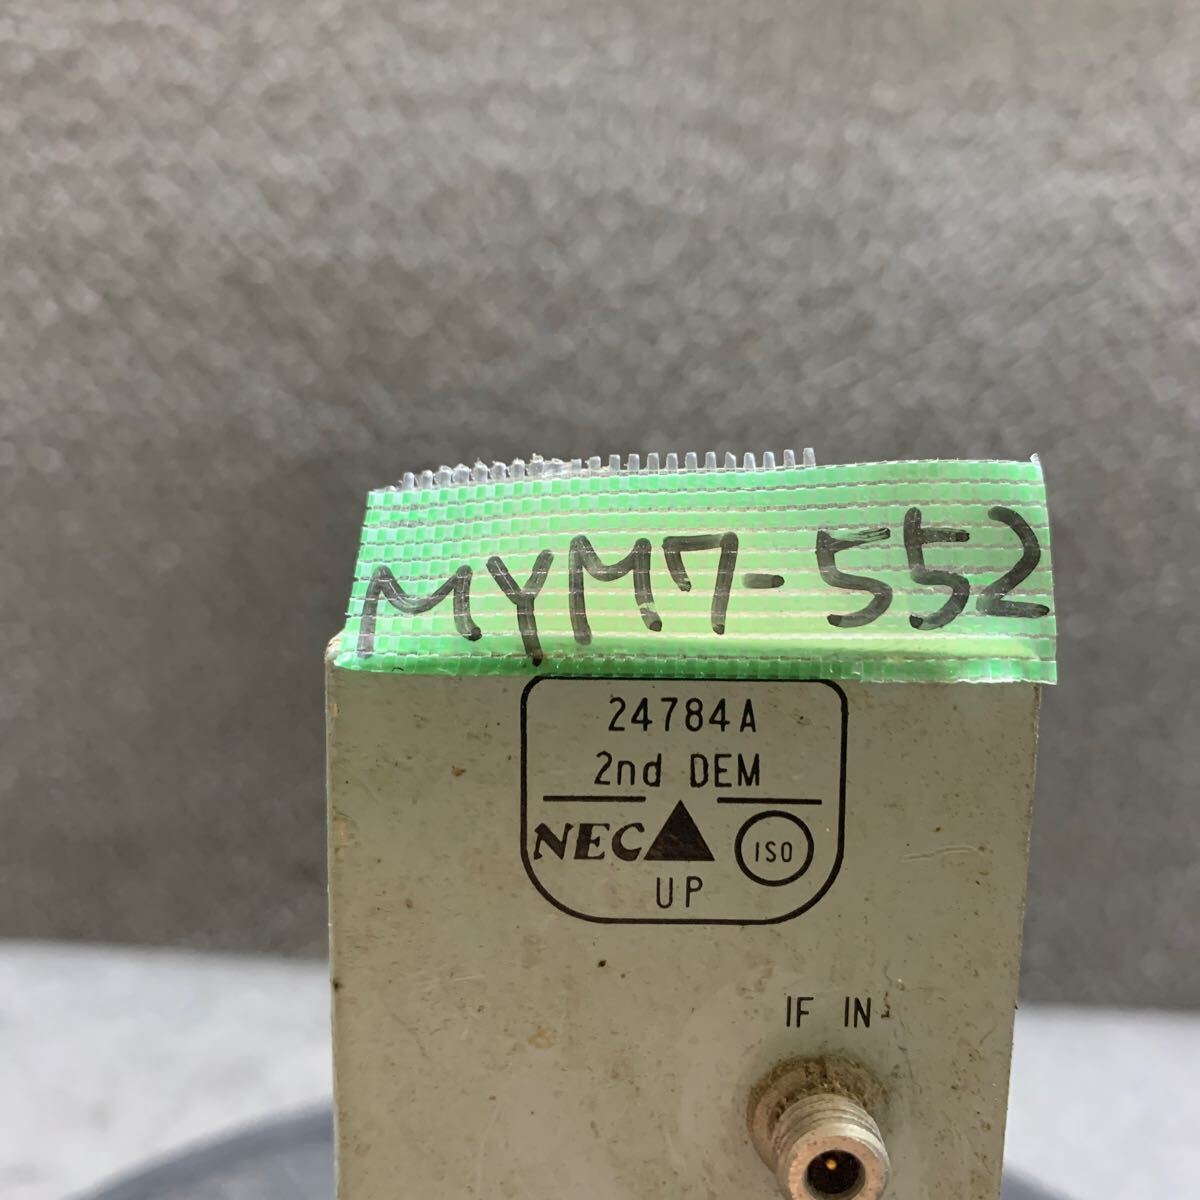 MYM7-552
24784A
2nd DEM
NEC ISO
UP
IF IN